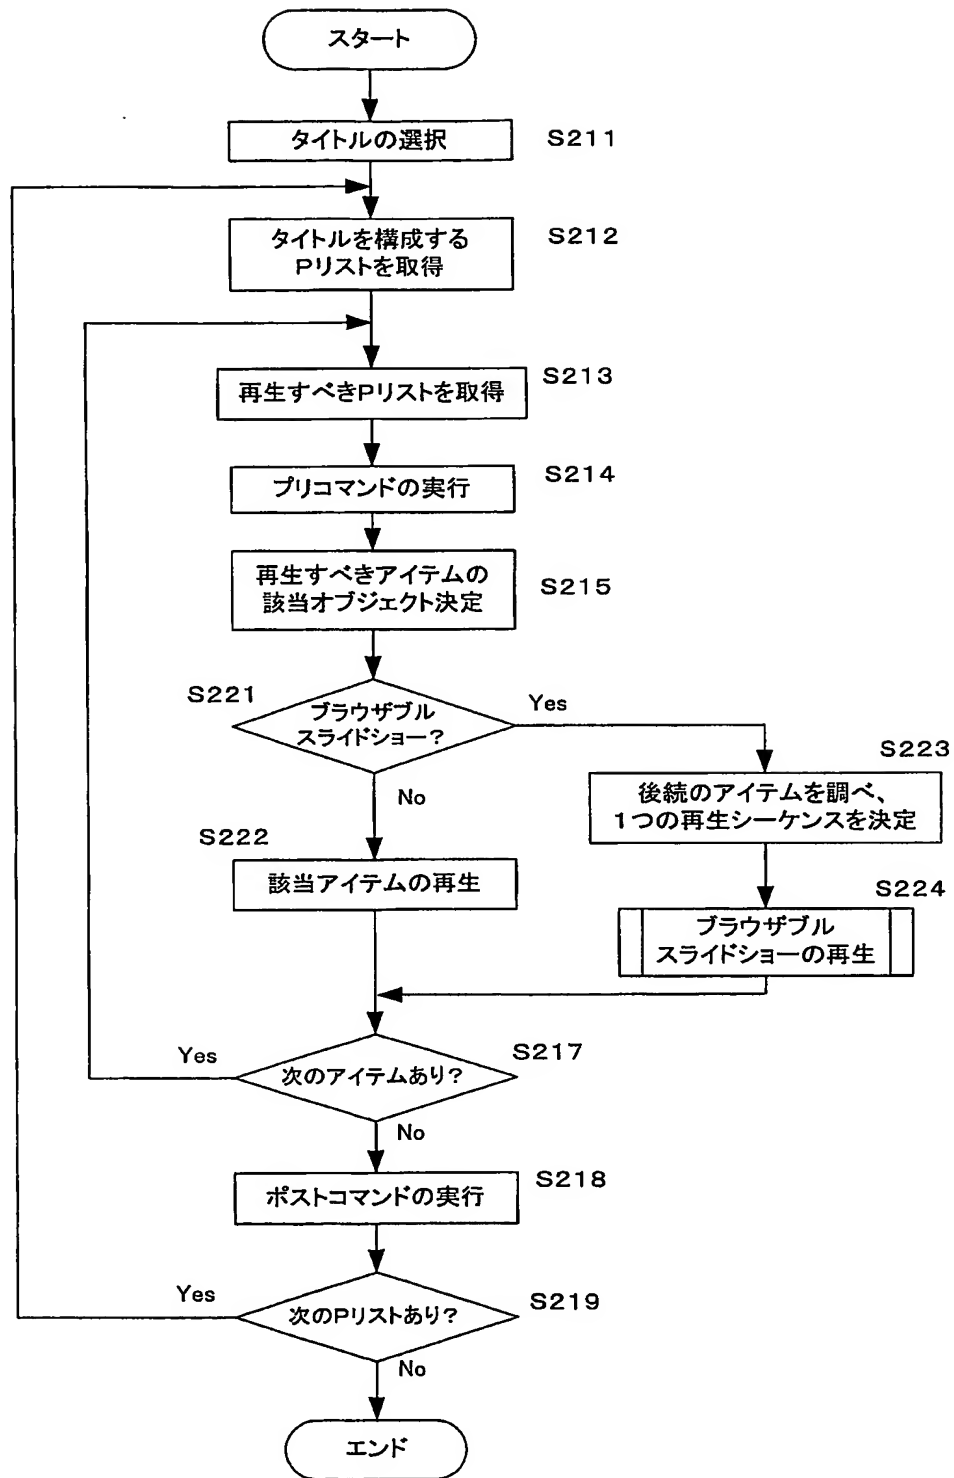 スタート
タイトルの選択
S211
タイトルを構成する
Pリストを取得
S212
再生すべきPリストを取得
S213
プリコマンドの実行
S214
再生すべきアイテムの
該当オブジェクト決定
S215
S221
ブラウザブル
スライドショー？
Yes
No
S223
後続のアイテムを調べ、
1つの再生シーケンスを決定
S222
該当アイテムの再生
S224
ブラウザブル
スライドショーの再生
Yes
次のアイテムあり？
S217
No
ポストコマンドの実行
S218
Yes
次のPリストあり？
S219
No
エンド